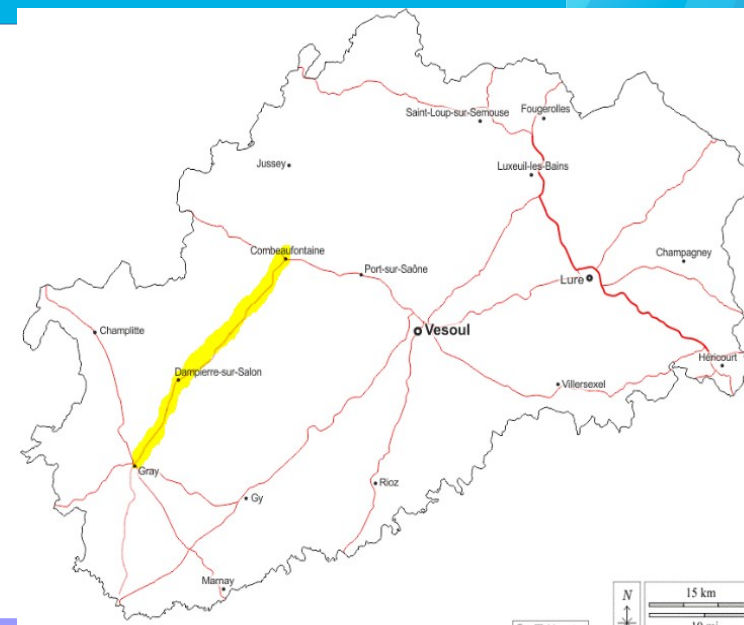 Saint-Loup-sur-Semouse
Fougerolles
Jussey
Luxeuil-les-Bains
Combeaufontaine
Port-sur-Saône
Champagney
Lure
Champlitte
Vesoul
Héricourt
Dampierre-sur-Salon
Villersexel
Gray
Gy
Rioz
Marnay
N
15 km